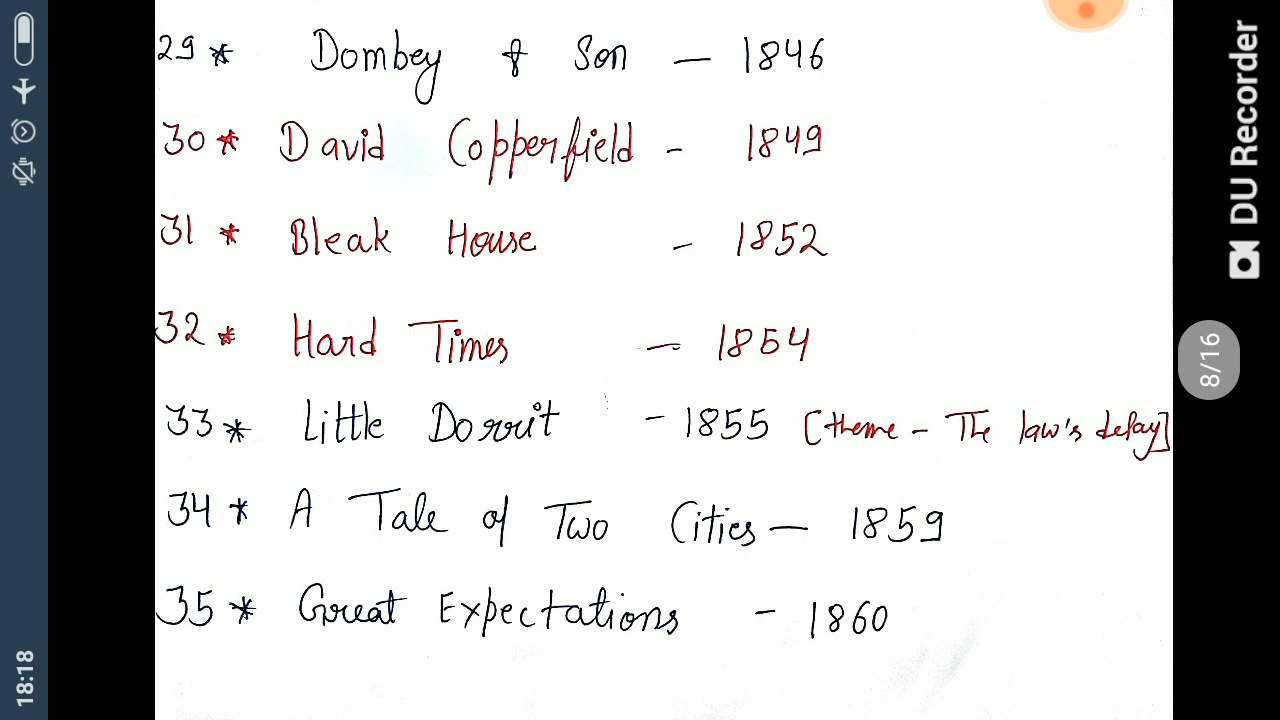 29* Dombey & Son — 1846
30* David Copperfield - 1849
31* Bleak House - 1852
32* Hard Times — 1854
33* Little Dorrit - 1855 [theme - The law's delay]
34* A Tale of Two Cities — 1859
35* Great Expectations - 1860
DU Recorder
8/16
18:18